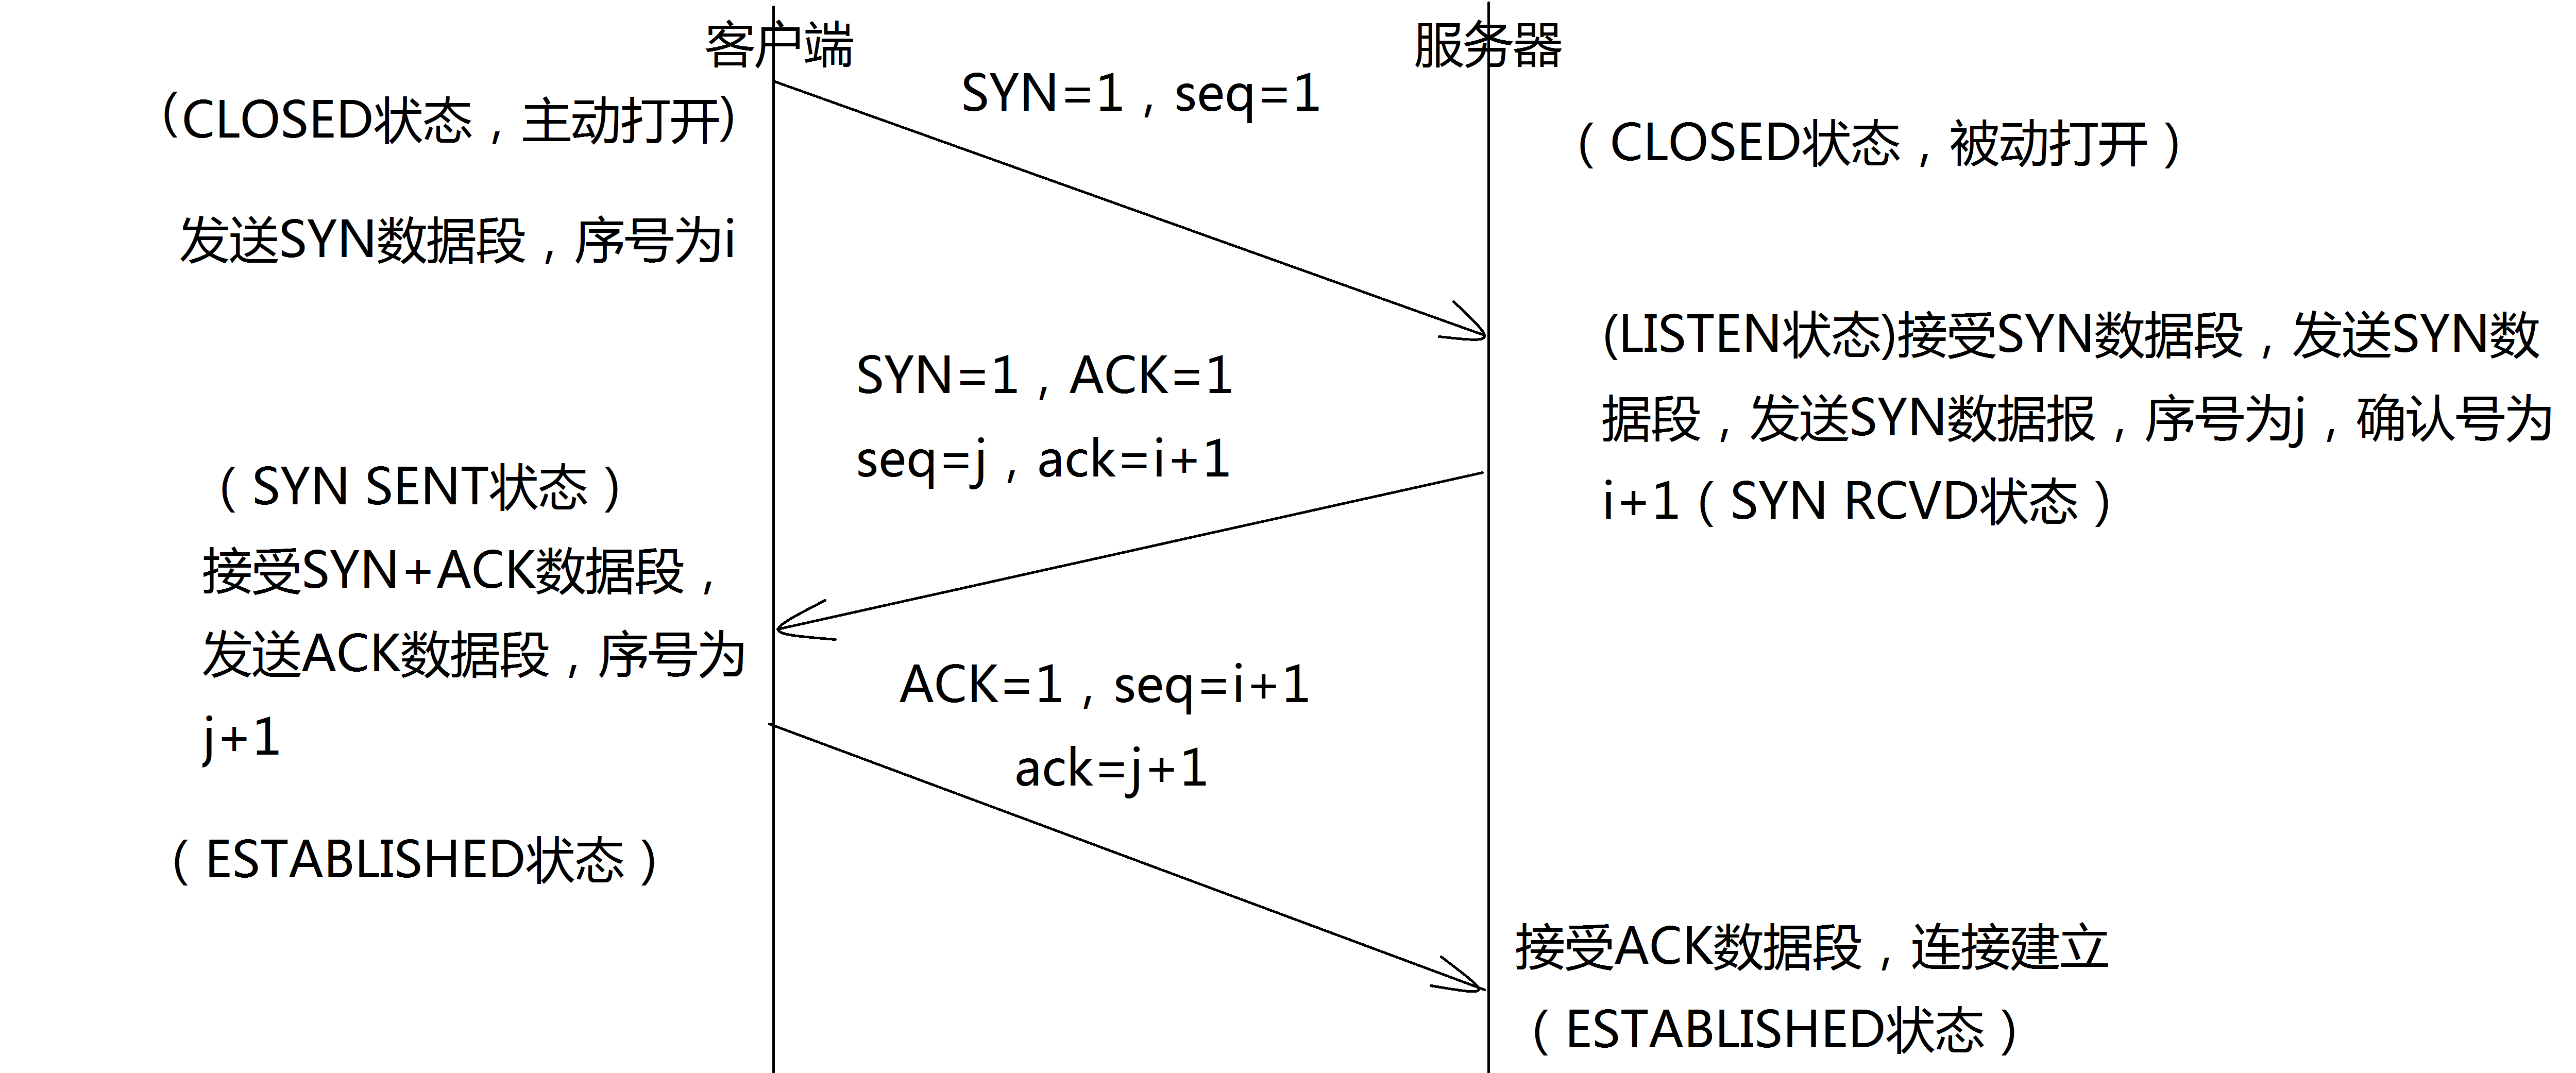 客户端
服务器
SYN=1，seq=1
（CLOSED状态，主动打开）
（CLOSED状态，被动打开）
发送SYN数据段，序号为i
(LISTEN状态)接受SYN数据段，发送SYN数
据段，发送SYN数据报，序号为j，确认号为
i+1（SYN RCVD状态）
SYN=1，ACK=1
seq=j，ack=i+1
（SYN SENT状态）
接受SYN+ACK数据段，
发送ACK数据段，序号为
j+1
ACK=1，seq=i+1
ack=j+1
（ESTABLISHED状态）
接受ACK数据段，连接建立
（ESTABLISHED状态）